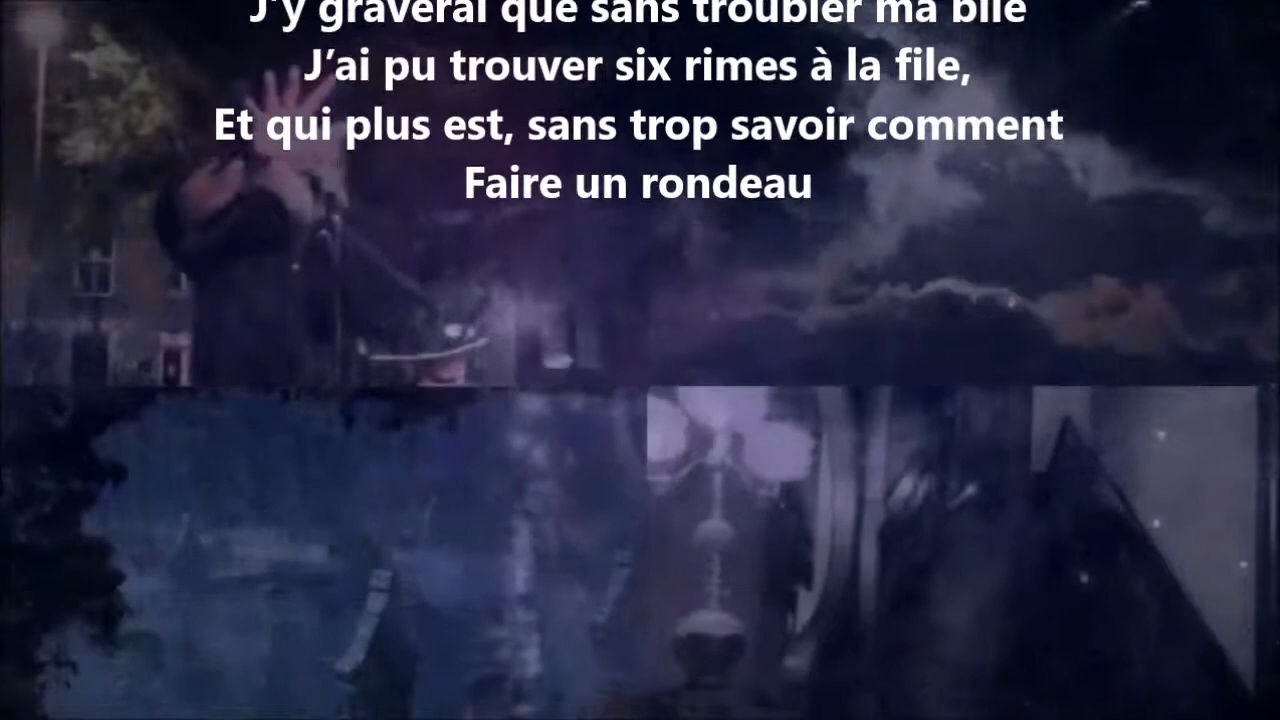 J’y graverai que sans troubler ma bile
J’ai pu trouver six rimes à la file,
Et qui plus est, sans trop savoir comment
Faire un rondeau